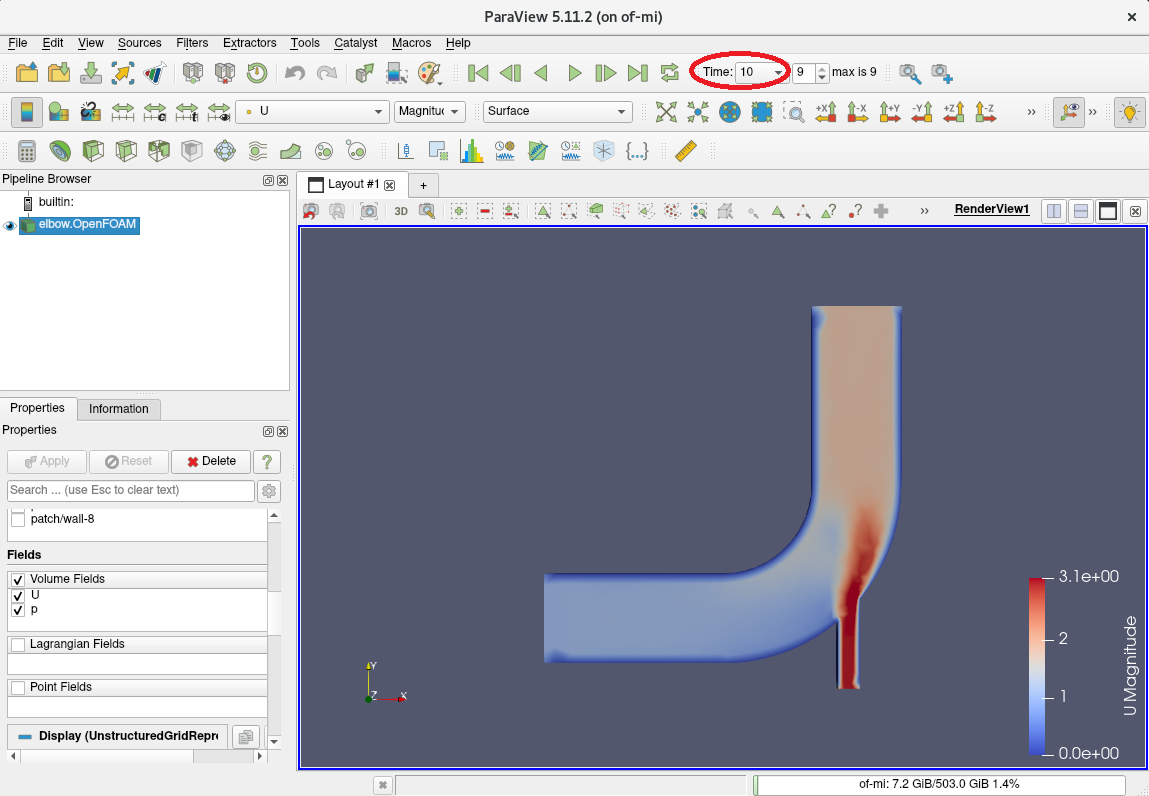 ParaView 5.11.2 (on of-mi)
File Edit View Sources Filters Extractors Tools Catalyst Macros Help
Time: 10 9 max is 9
U Magnituc Surface
+X -X +Y -Y +Z -Z
Pipeline Browser
builtin:
elbow.OpenFOAM
Layout #1 +
3D
RenderView1
Properties Information
Properties
Apply Reset Delete ?
Search ... (use Esc to clear text)
patch/wall-8
Fields
Volume Fields
U
p
Lagrangian Fields
Point Fields
Display (UnstructuredGridRepre
Y
Z X
3.1e+00
2
1
0.0e+00
U Magnitude
of-mi: 7.2 GiB/503.0 GiB 1.4%